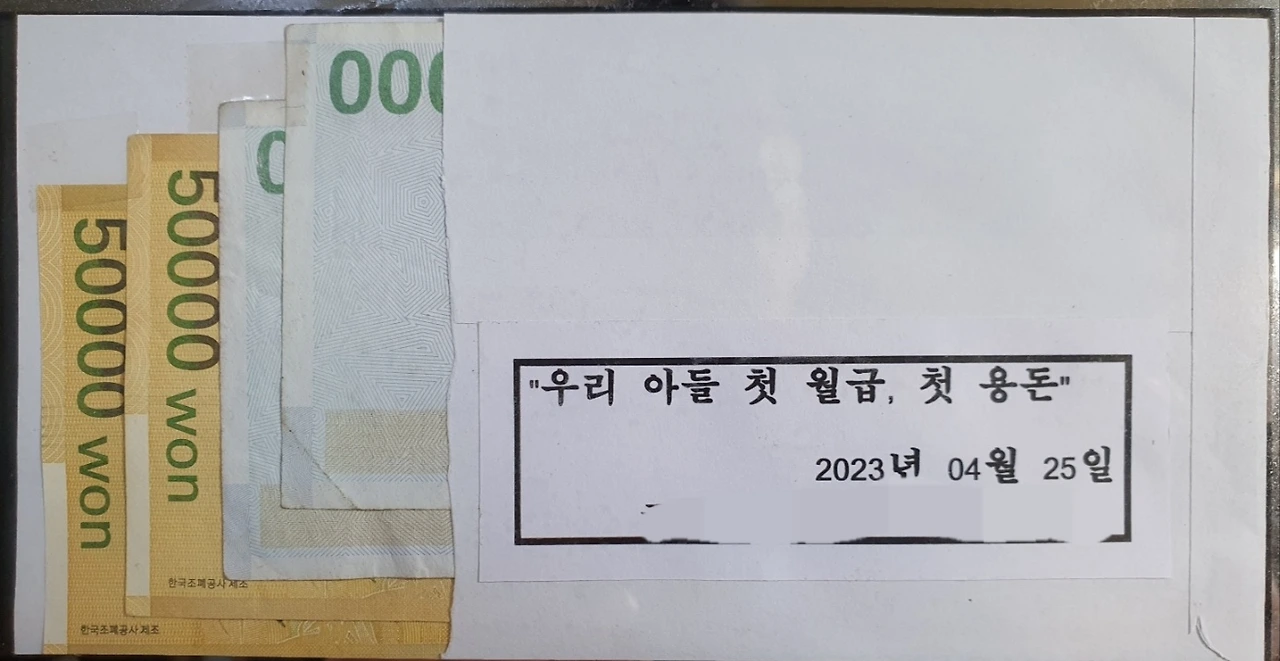 000
0
50000 won
50000 won
한국조폐공사 제조
한국조폐공사 제조
"우리 아들 첫 월급, 첫 용돈"
2023년 04월 25일